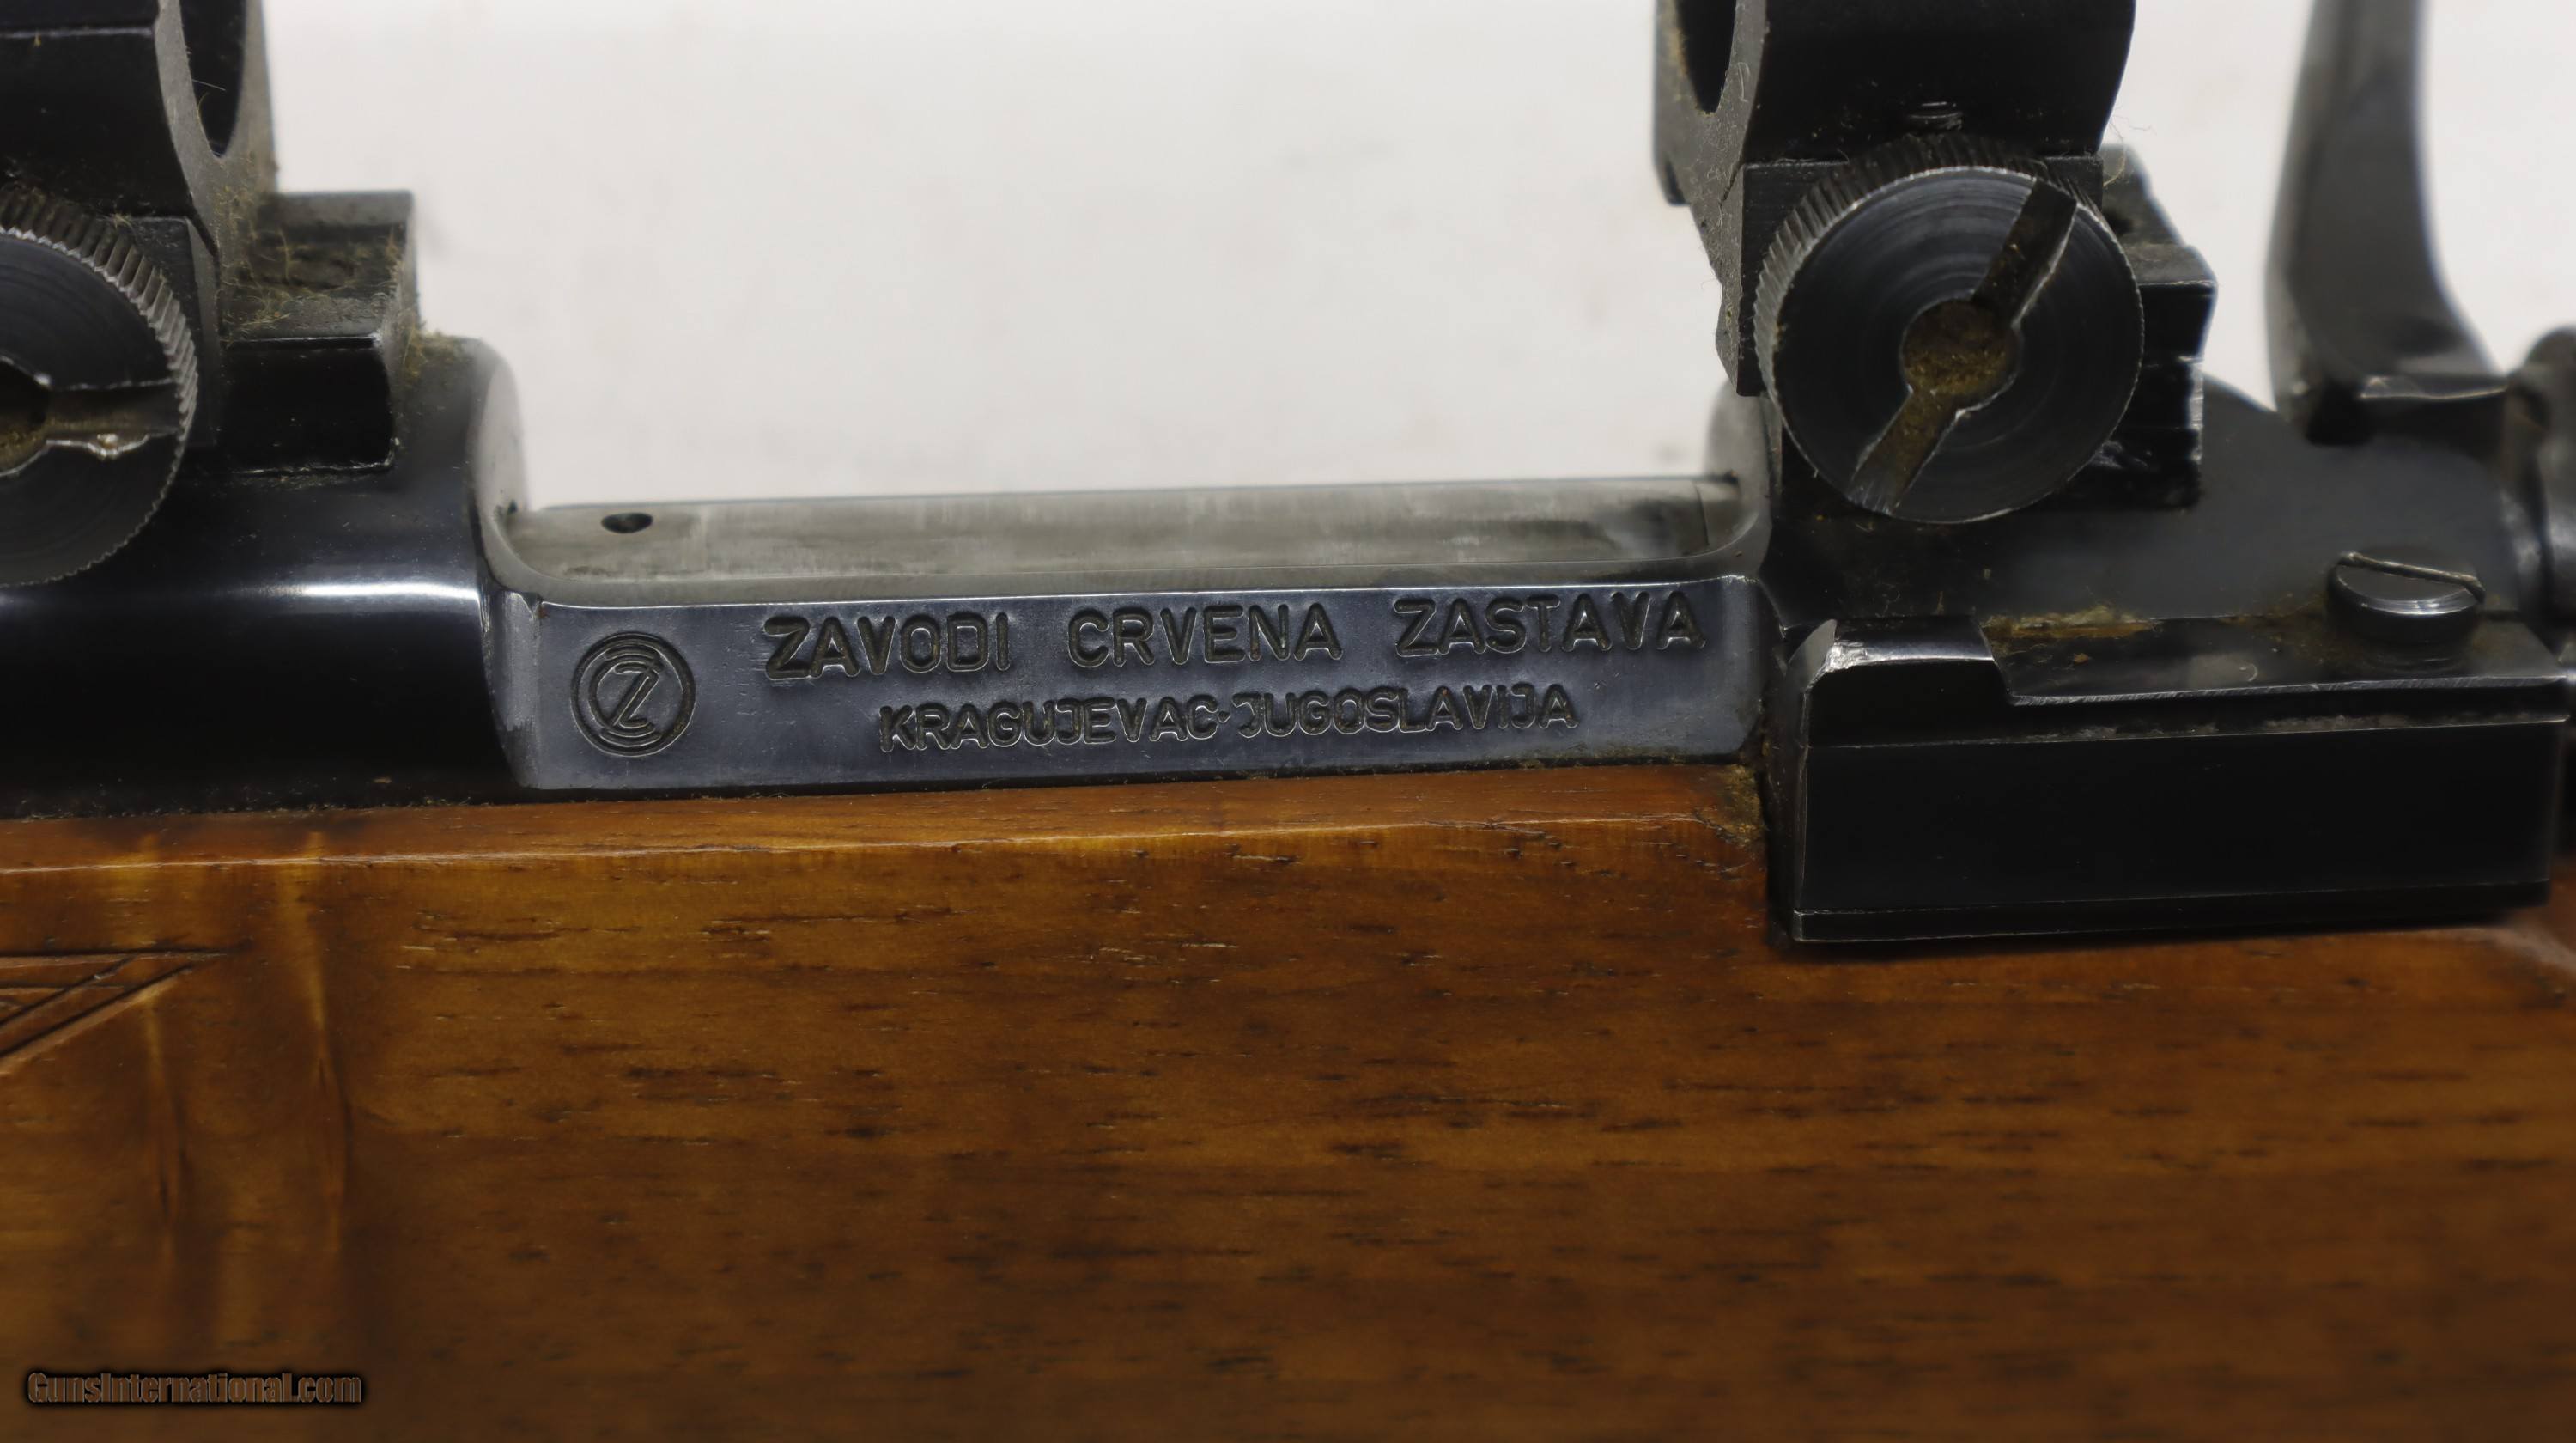 ZAVODI CRVENA ZASTAVA
KRAGUJEVAC-JUGOSLAVIJA
GunsInternational.com